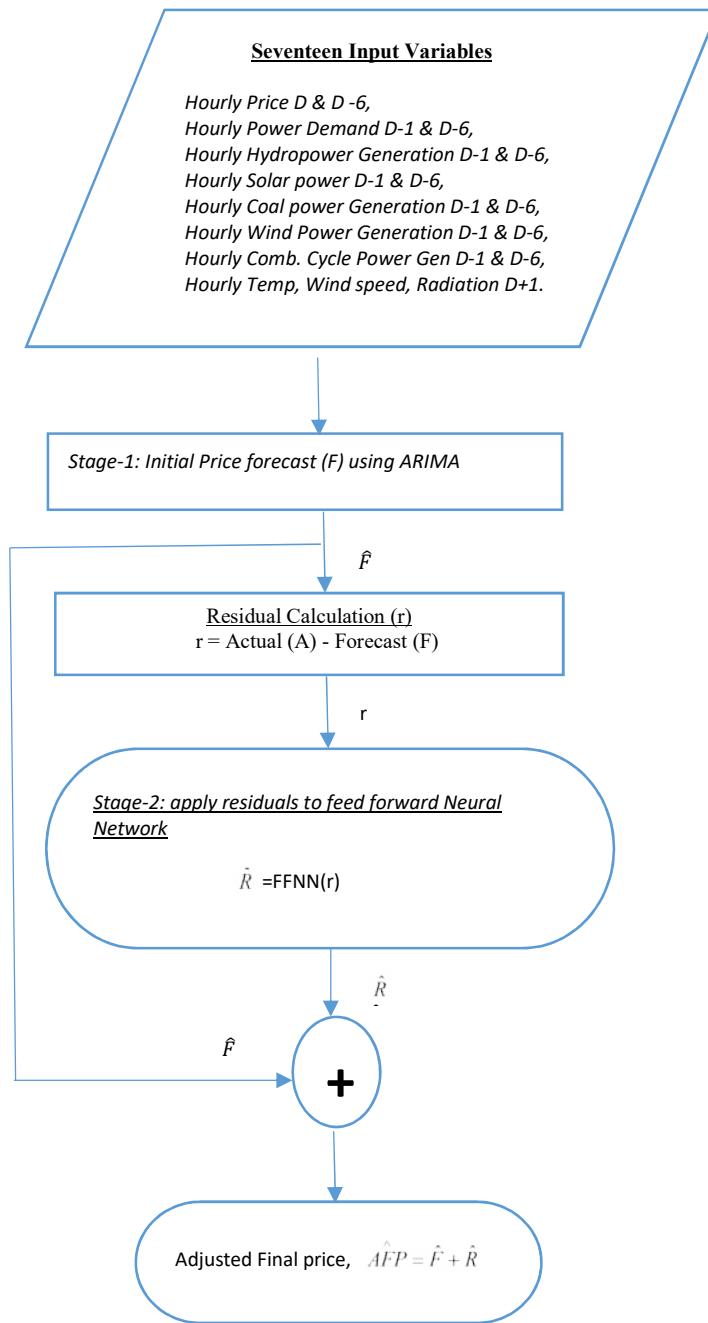 Seventeen Input Variables
Hourly Price D & D -6,
Hourly Power Demand D-1 & D-6,
Hourly Hydropower Generation D-1 & D-6,
Hourly Solar power D-1 & D-6,
Hourly Coal power Generation D-1 & D-6,
Hourly Wind Power Generation D-1 & D-6,
Hourly Comb. Cycle Power Gen D-1 & D-6,
Hourly Temp, Wind speed, Radiation D+1.
Stage-1: Initial Price forecast (F) using ARIMA
F̂
Residual Calculation (r)
r = Actual (A) - Forecast (F)
r
Stage-2: apply residuals to feed forward Neural
Network
R̂ =FFNN(r)
R̂
F̂
+
Adjusted Final price, AF̂P = F̂ + R̂